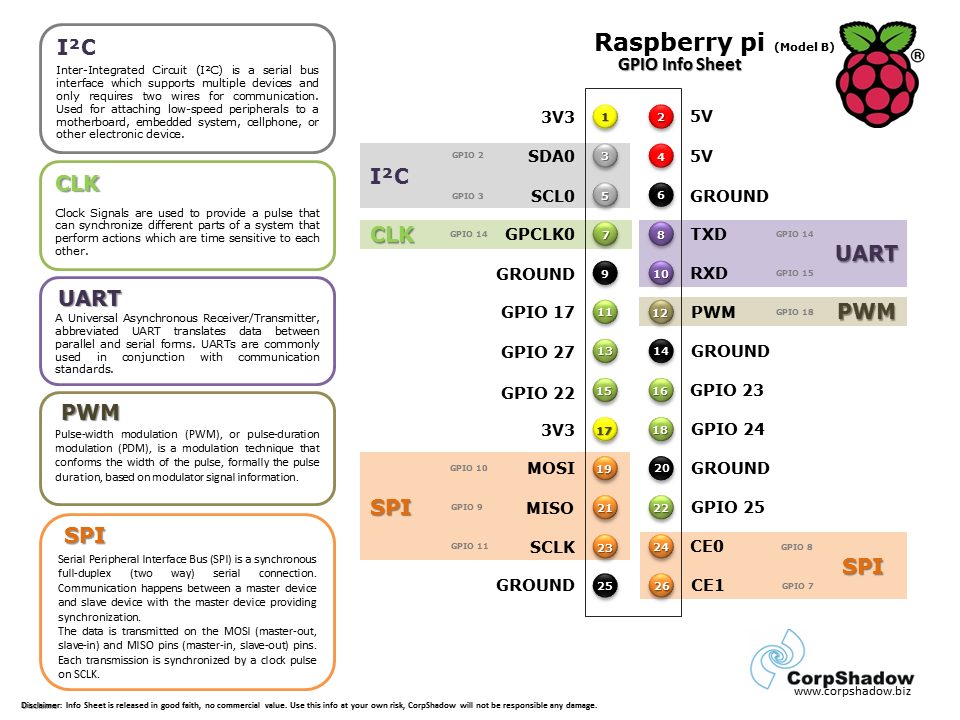 I²C
Inter-Integrated Circuit (I²C) is a serial bus
interface which supports multiple devices and
only requires two wires for communication.
Used for attaching low-speed peripherals to a
motherboard, embedded system, cellphone, or
other electronic device.
CLK
Clock Signals are used to provide a pulse that
can synchronize different parts of a system that
perform actions which are time sensitive to each
other.
UART
A Universal Asynchronous Receiver/Transmitter,
abbreviated UART translates data between
parallel and serial forms. UARTs are commonly
used in conjunction with communication
standards.
PWM
Pulse-width modulation (PWM), or pulse-duration
modulation (PDM), is a modulation technique that
conforms the width of the pulse, formally the pulse
duration, based on modulator signal information.
SPI
Serial Peripheral Interface Bus (SPI) is a synchronous
full-duplex (two way) serial connection.
Communication happens between a master device
and slave device with the master device providing
synchronization.
The data is transmitted on the MOSI (master-out,
slave-in) and MISO pins (master-in, slave-out) pins.
Each transmission is synchronized by a clock pulse
on SCLK.
Raspberry pi (Model B)
GPIO Info Sheet
®
3V3 1 2 5V
I²C
GPIO 2 SDA0 3 4 5V
GPIO 3 SCL0 5 6 GROUND
CLK GPIO 14 GPCLK0 7 8 TXD GPIO 14
UART
GROUND 9 10 RXD GPIO 15
GPIO 17 11 12 PWM GPIO 18 PWM
GPIO 27 13 14 GROUND
GPIO 22 15 16 GPIO 23
3V3 17 18 GPIO 24
GPIO 10 MOSI 19 20 GROUND
SPI GPIO 9 MISO 21 22 GPIO 25
GPIO 11 SCLK 23 24 CE0 GPIO 8
SPI
GROUND 25 26 CE1 GPIO 7
CorpShadow
www.corpshadow.biz
Disclaimer: Info Sheet is released in good faith, no commercial value. Use this info at your own risk, CorpShadow will not be responsible any damage.